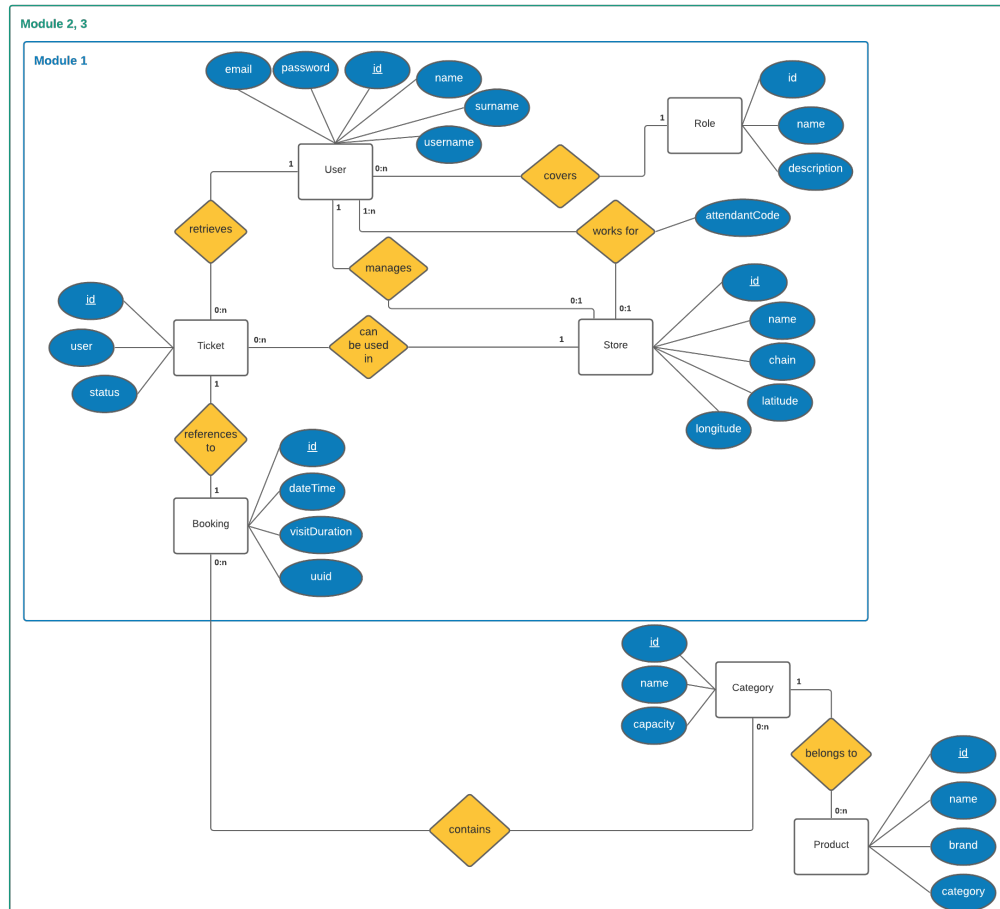 Module 2, 3
Module 1
email
password
id
name
surname
username
id
name
description
Role
1
User
1
0:n
covers
1
1:n
attendantCode
retrieves
works for
manages
0:n
0:1
0:1
id
user
status
Ticket
0:n
can
be used
in
1
Store
id
name
chain
latitude
longitude
1
references
to
1
Booking
id
dateTime
visitDuration
uuid
0:n
id
name
capacity
Category
1
0:n
belongs to
0:n
contains
Product
id
name
brand
category